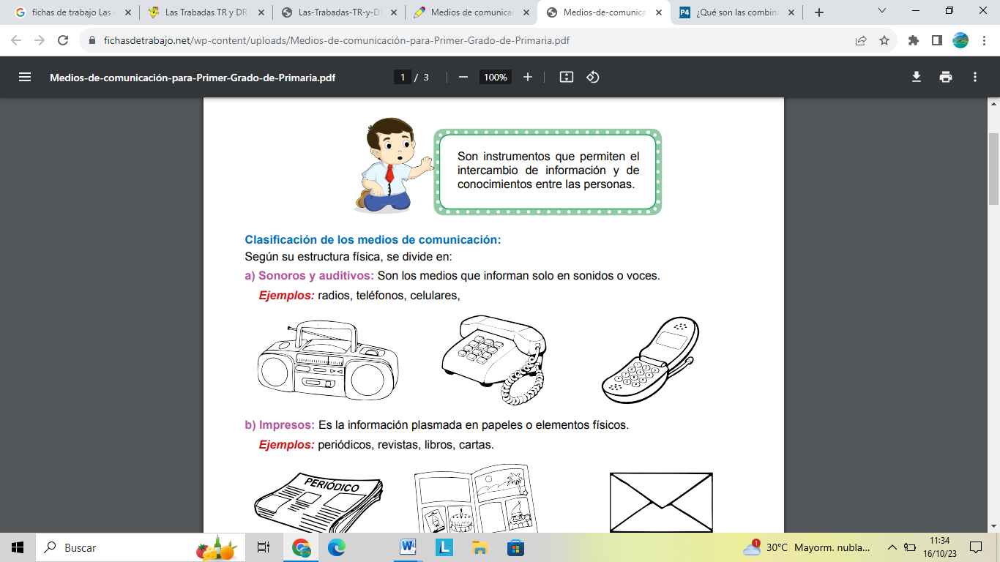 fichas de trabajo Las
Las Trabadas TR y DR
Las-Trabadas-TR-y-D
Medios de comunica
Medios-de-comunica
P4 ¿Qué son las combin
fichasdetrabajo.net/wp-content/uploads/Medios-de-comunicación-para-Primer-Grado-de-Primaria.pdf
Medios-de-comunicación-para-Primer-Grado-de-Primaria.pdf
1 / 3
100%
Son instrumentos que permiten el
intercambio de información y de
conocimientos entre las personas.
Clasificación de los medios de comunicación:
Según su estructura física, se divide en:
a) Sonoros y auditivos: Son los medios que informan solo en sonidos o voces.
Ejemplos: radios, teléfonos, celulares,
b) Impresos: Es la información plasmada en papeles o elementos físicos.
Ejemplos: periódicos, revistas, libros, cartas.
PERIÓDICO
Buscar
W
L
1
30°C Mayorm. nubla...
11:34
16/10/23